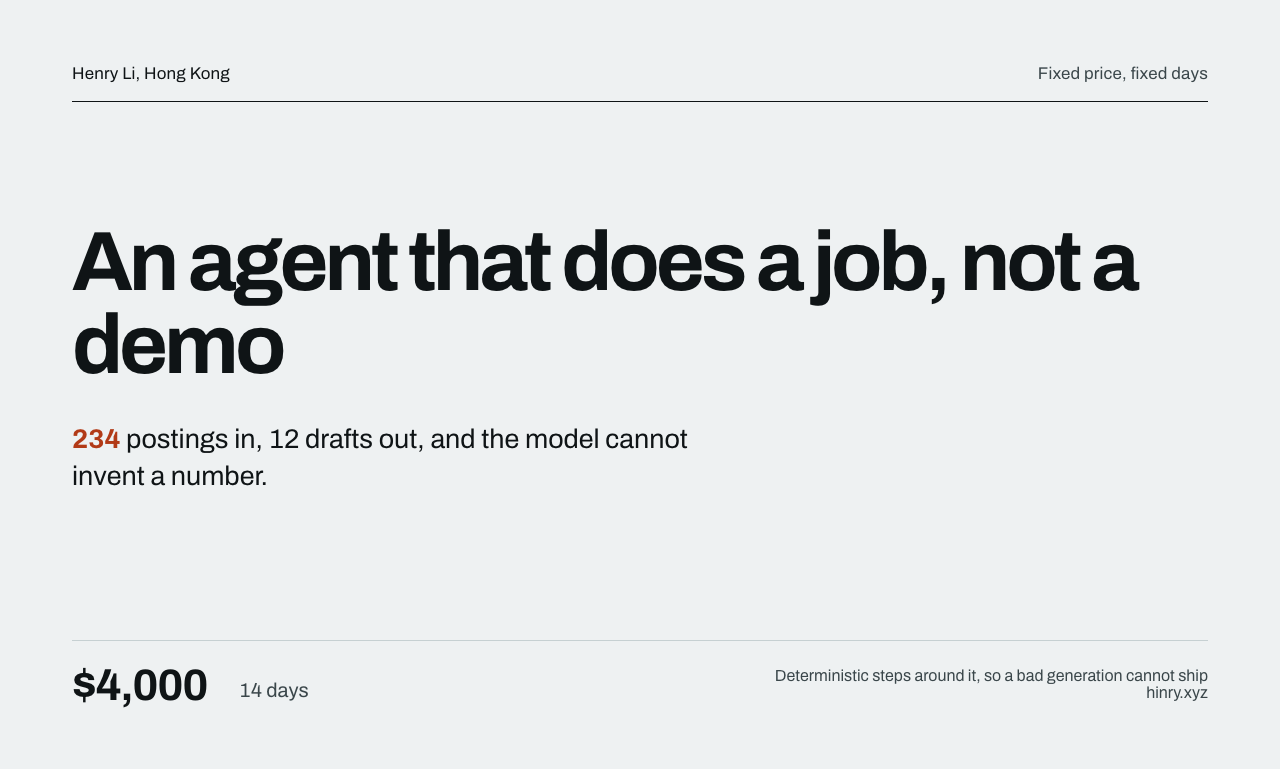 Henry Li, Hong Kong
Fixed price, fixed days
An agent that does a job, not a
demo
234 postings in, 12 drafts out, and the model cannot
invent a number.
$4,000
14 days
Deterministic steps around it, so a bad generation cannot ship
hinry.xyz